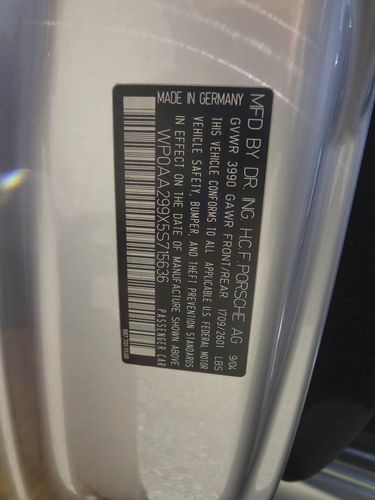 MADE IN GERMANY
MFD BY DR. ING. H.C.F. PORSCHE AG 9/04
GVWR 3990 GAWR FRONT/REAR 1709/2601 LBS
THIS VEHICLE CONFORMS TO ALL APPLICABLE U.S. FEDERAL MOTOR
VEHICLE SAFETY, BUMPER, AND THEFT PREVENTION STANDARDS
IN EFFECT ON THE DATE OF MANUFACTURE SHOWN ABOVE
WP0AA299X5S715636 PASSENGER CAR